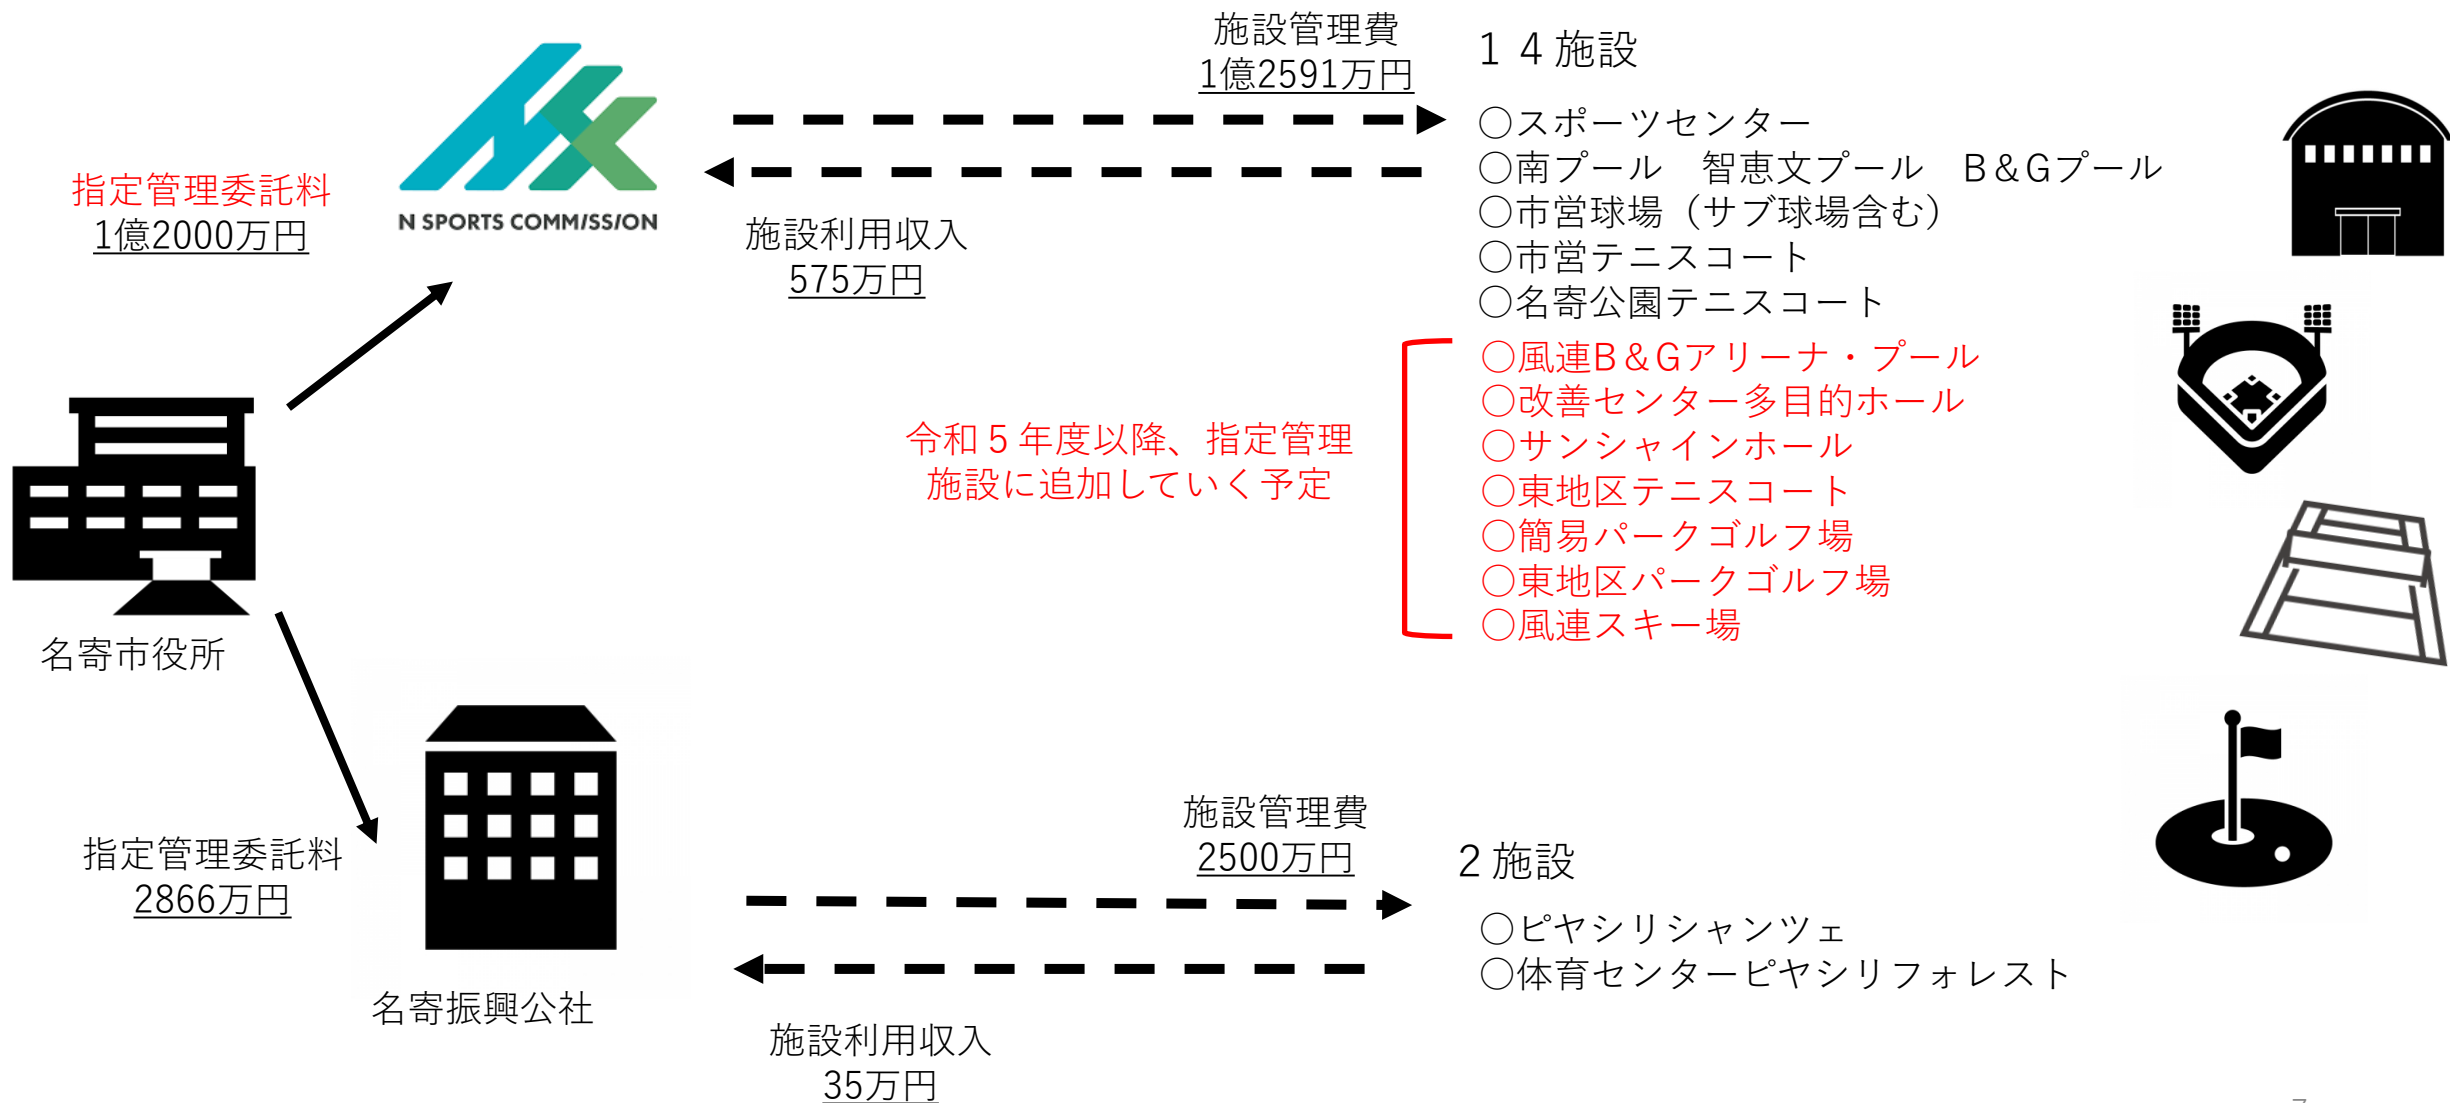 指定管理委託料
1億2000万円
N SPORTS COMM/SS/ON
施設管理費
1億2591万円
施設利用収入
575万円
１４施設
○スポーツセンター
○南プール　智恵文プール　B＆Gプール
○市営球場（サブ球場含む）
○市営テニスコート
○名寄公園テニスコート
令和５年度以降、指定管理
施設に追加していく予定
○風連B＆Gアリーナ・プール
○改善センター多目的ホール
○サンシャインホール
○東地区テニスコート
○簡易パークゴルフ場
○東地区パークゴルフ場
○風連スキー場
名寄市役所
指定管理委託料
2866万円
名寄振興公社
施設管理費
2500万円
施設利用収入
35万円
２施設
○ピヤシリシャンツェ
○体育センターピヤシリフォレスト